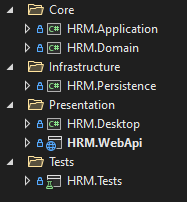 Core
C# HRM.Application
C# HRM.Domain
Infrastructure
C# HRM.Persistence
Presentation
C# HRM.Desktop
HRM.WebApi
Tests
HRM.Tests